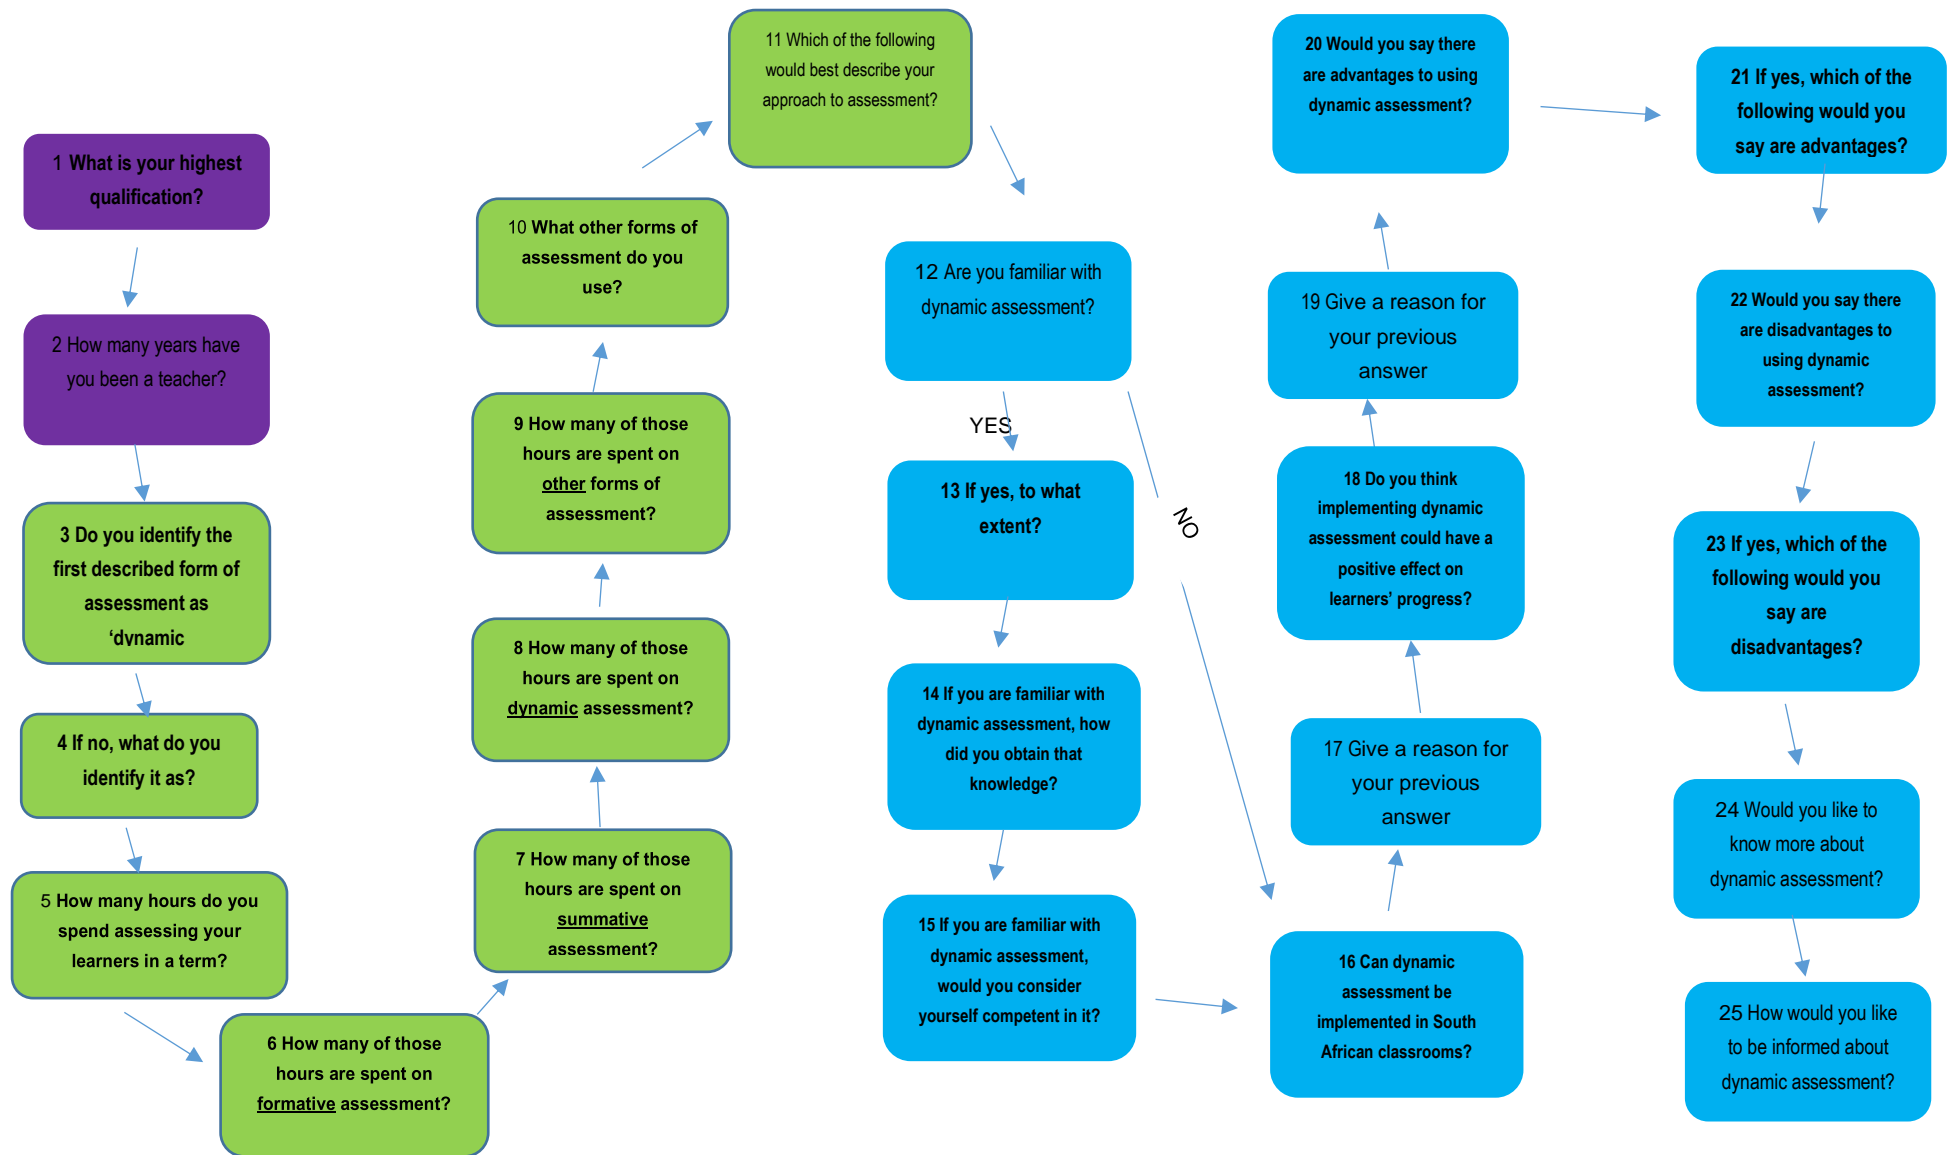 1 What is your highest
qualification?
2 How many years have
you been a teacher?
3 Do you identify the
first described form of
assessment as
‘dynamic
4 If no, what do you
identify it as?
5 How many hours do you
spend assessing your
learners in a term?
6 How many of those
hours are spent on
formative assessment?
7 How many of those
hours are spent on
summative
assessment?
8 How many of those
hours are spent on
dynamic assessment?
9 How many of those
hours are spent on
other forms of
assessment?
10 What other forms of
assessment do you
use?
11 Which of the following
would best describe your
approach to assessment?
12 Are you familiar with
dynamic assessment?
YES
NO
13 If yes, to what
extent?
14 If you are familiar with
dynamic assessment, how
did you obtain that
knowledge?
15 If you are familiar with
dynamic assessment,
would you consider
yourself competent in it?
16 Can dynamic
assessment be
implemented in South
African classrooms?
17 Give a reason for
your previous
answer
18 Do you think
implementing dynamic
assessment could have a
positive effect on
learners’ progress?
19 Give a reason for
your previous
answer
20 Would you say there
are advantages to using
dynamic assessment?
21 If yes, which of the
following would you
say are advantages?
22 Would you say there
are disadvantages to
using dynamic
assessment?
23 If yes, which of the
following would you
say are
disadvantages?
24 Would you like to
know more about
dynamic assessment?
25 How would you like
to be informed about
dynamic assessment?